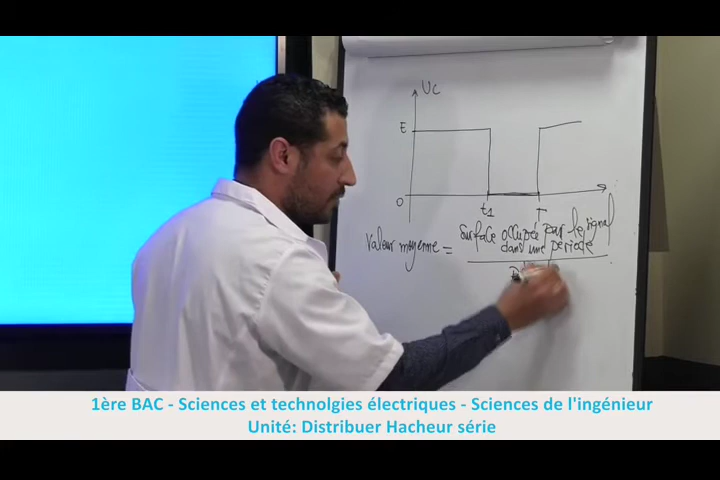 UC
E
O
t1
T
Valeur moyenne = Surface occupée par le signal
dans une période
1ère BAC - Sciences et technolgies électriques - Sciences de l'ingénieur
Unité: Distribuer Hacheur série